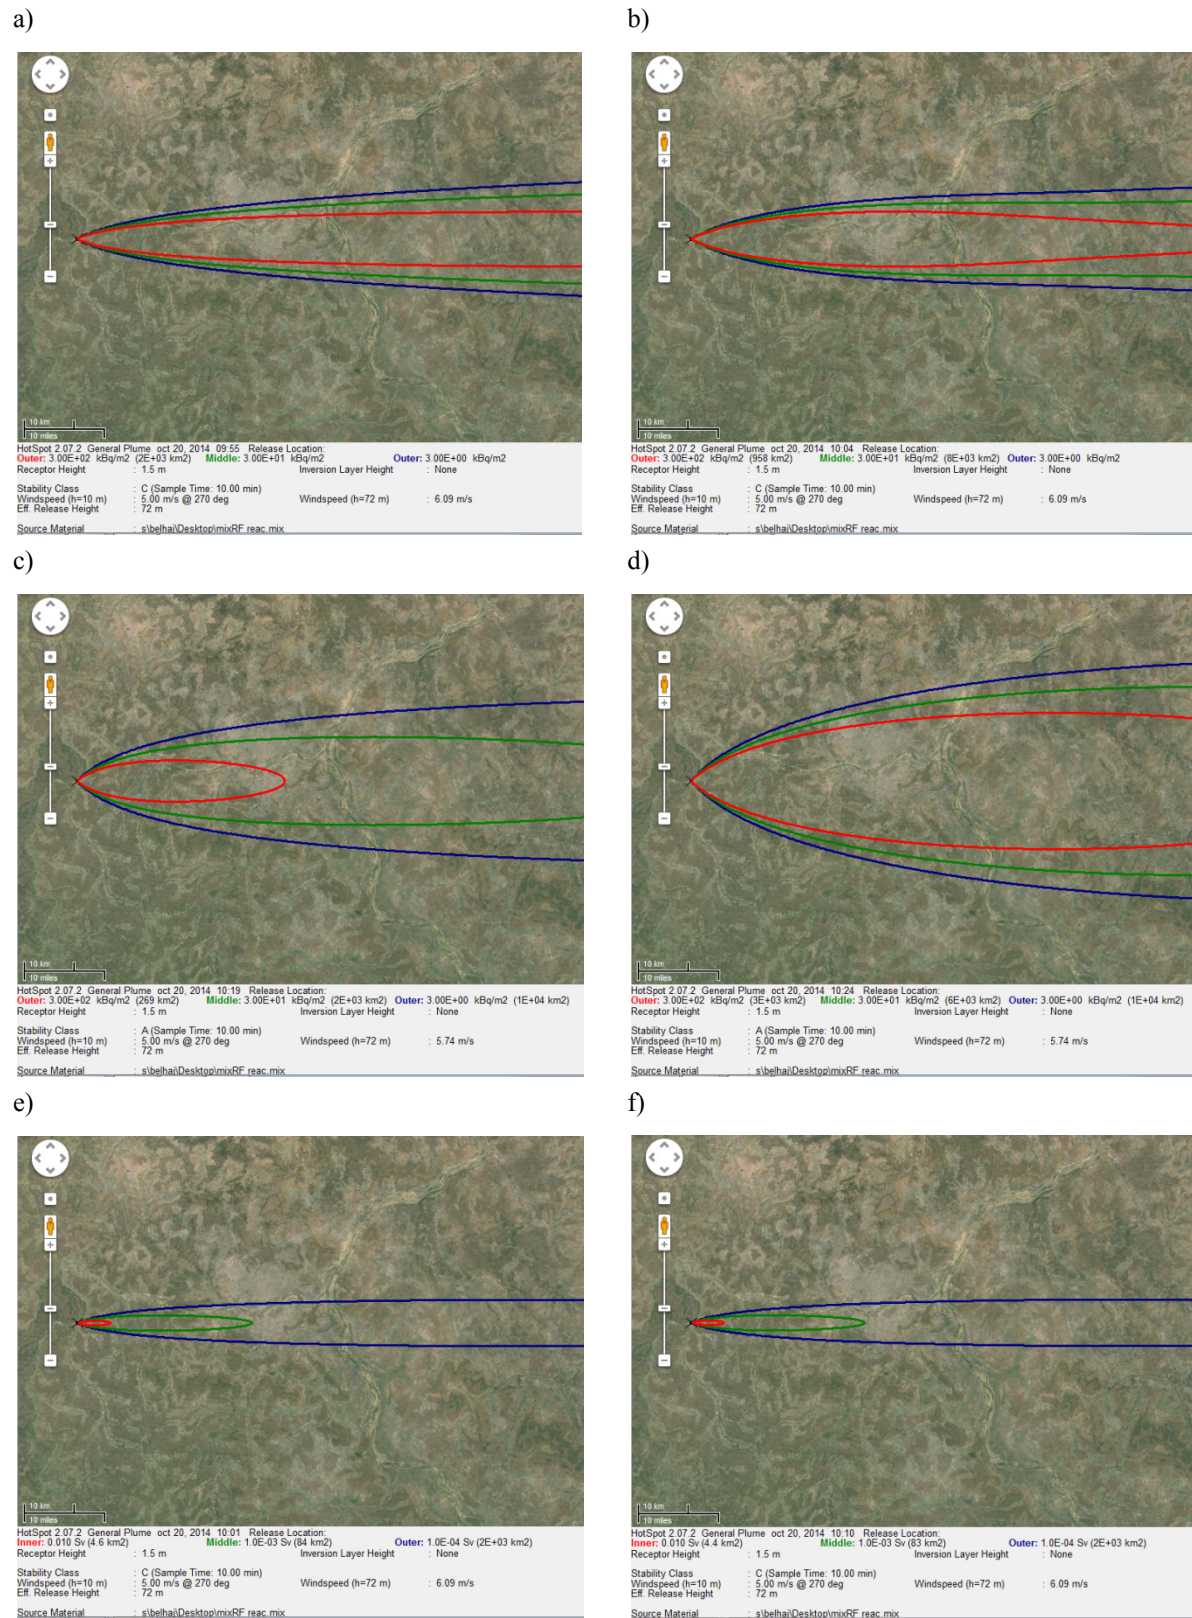 a)
b)
10 km
10 miles
10 km
10 miles
HotSpot 2.07.2 General Plume oct 20, 2014 09:55 Release Location:
Outer: 3.00E+02 kBq/m2 (2E+03 km2) Middle: 3.00E+01 kBq/m2 Outer: 3.00E+00 kBq/m2
Receptor Height : 1.5 m Inversion Layer Height : None
Stability Class : C (Sample Time: 10.00 min)
Windspeed (h=10 m) : 5.00 m/s @ 270 deg Windspeed (h=72 m) : 6.09 m/s
Eff. Release Height : 72 m
Source Material : s\belhaj\Desktop\mixRF reac.mix
HotSpot 2.07.2 General Plume oct 20, 2014 10:04 Release Location:
Outer: 3.00E+02 kBq/m2 (958 km2) Middle: 3.00E+01 kBq/m2 (8E+03 km2) Outer: 3.00E+00 kBq/m2
Receptor Height : 1.5 m Inversion Layer Height : None
Stability Class : C (Sample Time: 10.00 min)
Windspeed (h=10 m) : 5.00 m/s @ 270 deg Windspeed (h=72 m) : 6.09 m/s
Eff. Release Height : 72 m
Source Material : s\belhaj\Desktop\mixRF reac.mix
c)
d)
10 km
10 miles
10 km
10 miles
HotSpot 2.07.2 General Plume oct 20, 2014 10:19 Release Location:
Outer: 3.00E+02 kBq/m2 (269 km2) Middle: 3.00E+01 kBq/m2 (2E+03 km2) Outer: 3.00E+00 kBq/m2 (1E+04 km2)
Receptor Height : 1.5 m Inversion Layer Height : None
Stability Class : A (Sample Time: 10.00 min)
Windspeed (h=10 m) : 5.00 m/s @ 270 deg Windspeed (h=72 m) : 5.74 m/s
Eff. Release Height : 72 m
Source Material : s\belhaj\Desktop\mixRF reac.mix
HotSpot 2.07.2 General Plume oct 20, 2014 10:24 Release Location:
Outer: 3.00E+02 kBq/m2 (3E+03 km2) Middle: 3.00E+01 kBq/m2 (6E+03 km2) Outer: 3.00E+00 kBq/m2 (1E+04 km2)
Receptor Height : 1.5 m Inversion Layer Height : None
Stability Class : A (Sample Time: 10.00 min)
Windspeed (h=10 m) : 5.00 m/s @ 270 deg Windspeed (h=72 m) : 5.74 m/s
Eff. Release Height : 72 m
Source Material : s\belhaj\Desktop\mixRF reac.mix
e)
f)
10 km
10 miles
10 km
10 miles
HotSpot 2.07.2 General Plume oct 20, 2014 10:01 Release Location:
Inner: 0.010 Sv (4.6 km2) Middle: 1.0E-03 Sv (84 km2) Outer: 1.0E-04 Sv (2E+03 km2)
Receptor Height : 1.5 m Inversion Layer Height : None
Stability Class : C (Sample Time: 10.00 min)
Windspeed (h=10 m) : 5.00 m/s @ 270 deg Windspeed (h=72 m) : 6.09 m/s
Eff. Release Height : 72 m
Source Material : s\belhaj\Desktop\mixRF reac.mix
HotSpot 2.07.2 General Plume oct 20, 2014 10:10 Release Location:
Inner: 0.010 Sv (4.4 km2) Middle: 1.0E-03 Sv (83 km2) Outer: 1.0E-04 Sv (2E+03 km2)
Receptor Height : 1.5 m Inversion Layer Height : None
Stability Class : C (Sample Time: 10.00 min)
Windspeed (h=10 m) : 5.00 m/s @ 270 deg Windspeed (h=72 m) : 6.09 m/s
Eff. Release Height : 72 m
Source Material : s\belhaj\Desktop\mixRF reac.mix